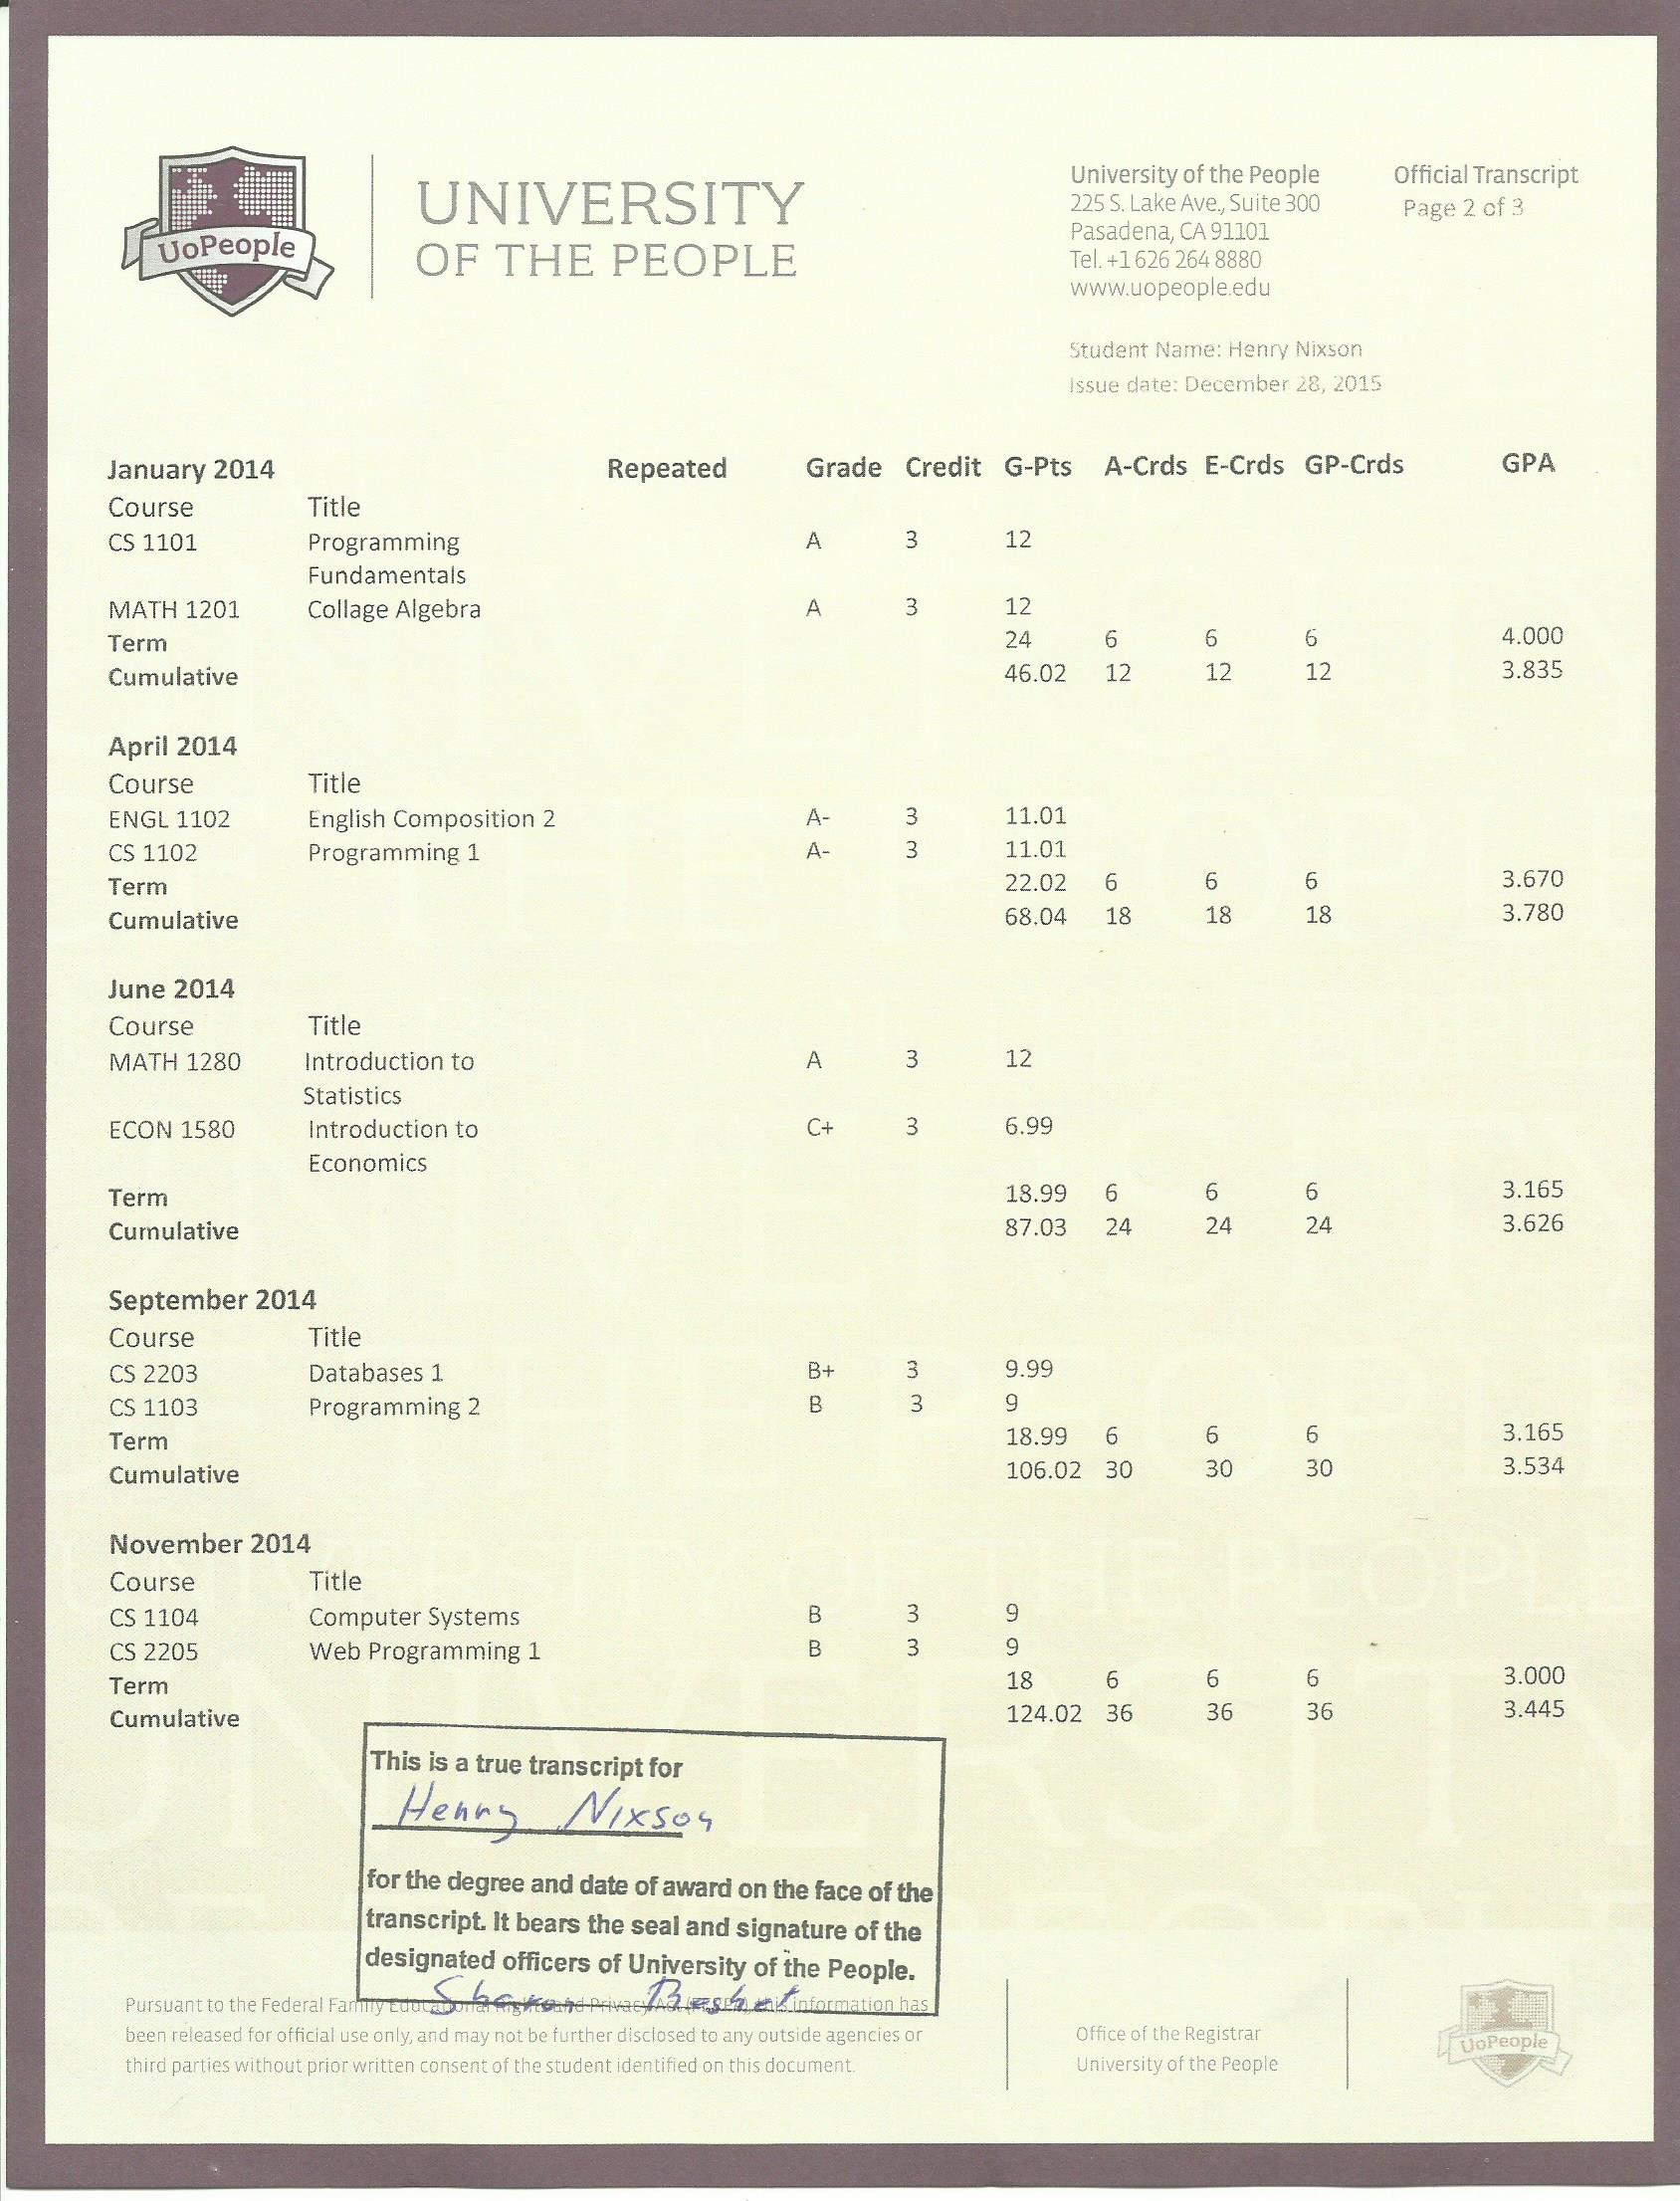 UoPeople
UNIVERSITY
OF THE PEOPLE
University of the People
225 S. Lake Ave., Suite 300
Pasadena, CA 91101
Tel. +1 626 264 8880
www.uopeople.edu
Official Transcript
Page 2 of 3
Student Name: Henry Nixson
Issue date: December 28, 2015
January 2014 Repeated Grade Credit G-Pts A-Crds E-Crds GP-Crds GPA
Course Title
CS 1101 Programming A 3 12
Fundamentals
MATH 1201 Collage Algebra A 3 12
Term 24 6 6 6 4.000
Cumulative 46.02 12 12 12 3.835
April 2014
Course Title
ENGL 1102 English Composition 2 A- 3 11.01
CS 1102 Programming 1 A- 3 11.01
Term 22.02 6 6 6 3.670
Cumulative 68.04 18 18 18 3.780
June 2014
Course Title
MATH 1280 Introduction to A 3 12
Statistics
ECON 1580 Introduction to C+ 3 6.99
Economics
Term 18.99 6 6 6 3.165
Cumulative 87.03 24 24 24 3.626
September 2014
Course Title
CS 2203 Databases 1 B+ 3 9.99
CS 1103 Programming 2 B 3 9
Term 18.99 6 6 6 3.165
Cumulative 106.02 30 30 30 3.534
November 2014
Course Title
CS 1104 Computer Systems B 3 9
CS 2205 Web Programming 1 B 3 9
Term 18 6 6 6 3.000
Cumulative 124.02 36 36 36 3.445
This is a true transcript for
Henry Nixson
for the degree and date of award on the face of the
transcript. It bears the seal and signature of the
designated officers of University of the People.
Sharon
Pursuant to the Federal Family Educational Rights and Privacy Act (FERPA), this information has
been released for official use only, and may not be further disclosed to any outside agencies or
third parties without prior written consent of the student identified on this document.
Office of the Registrar
University of the People
UoPeople